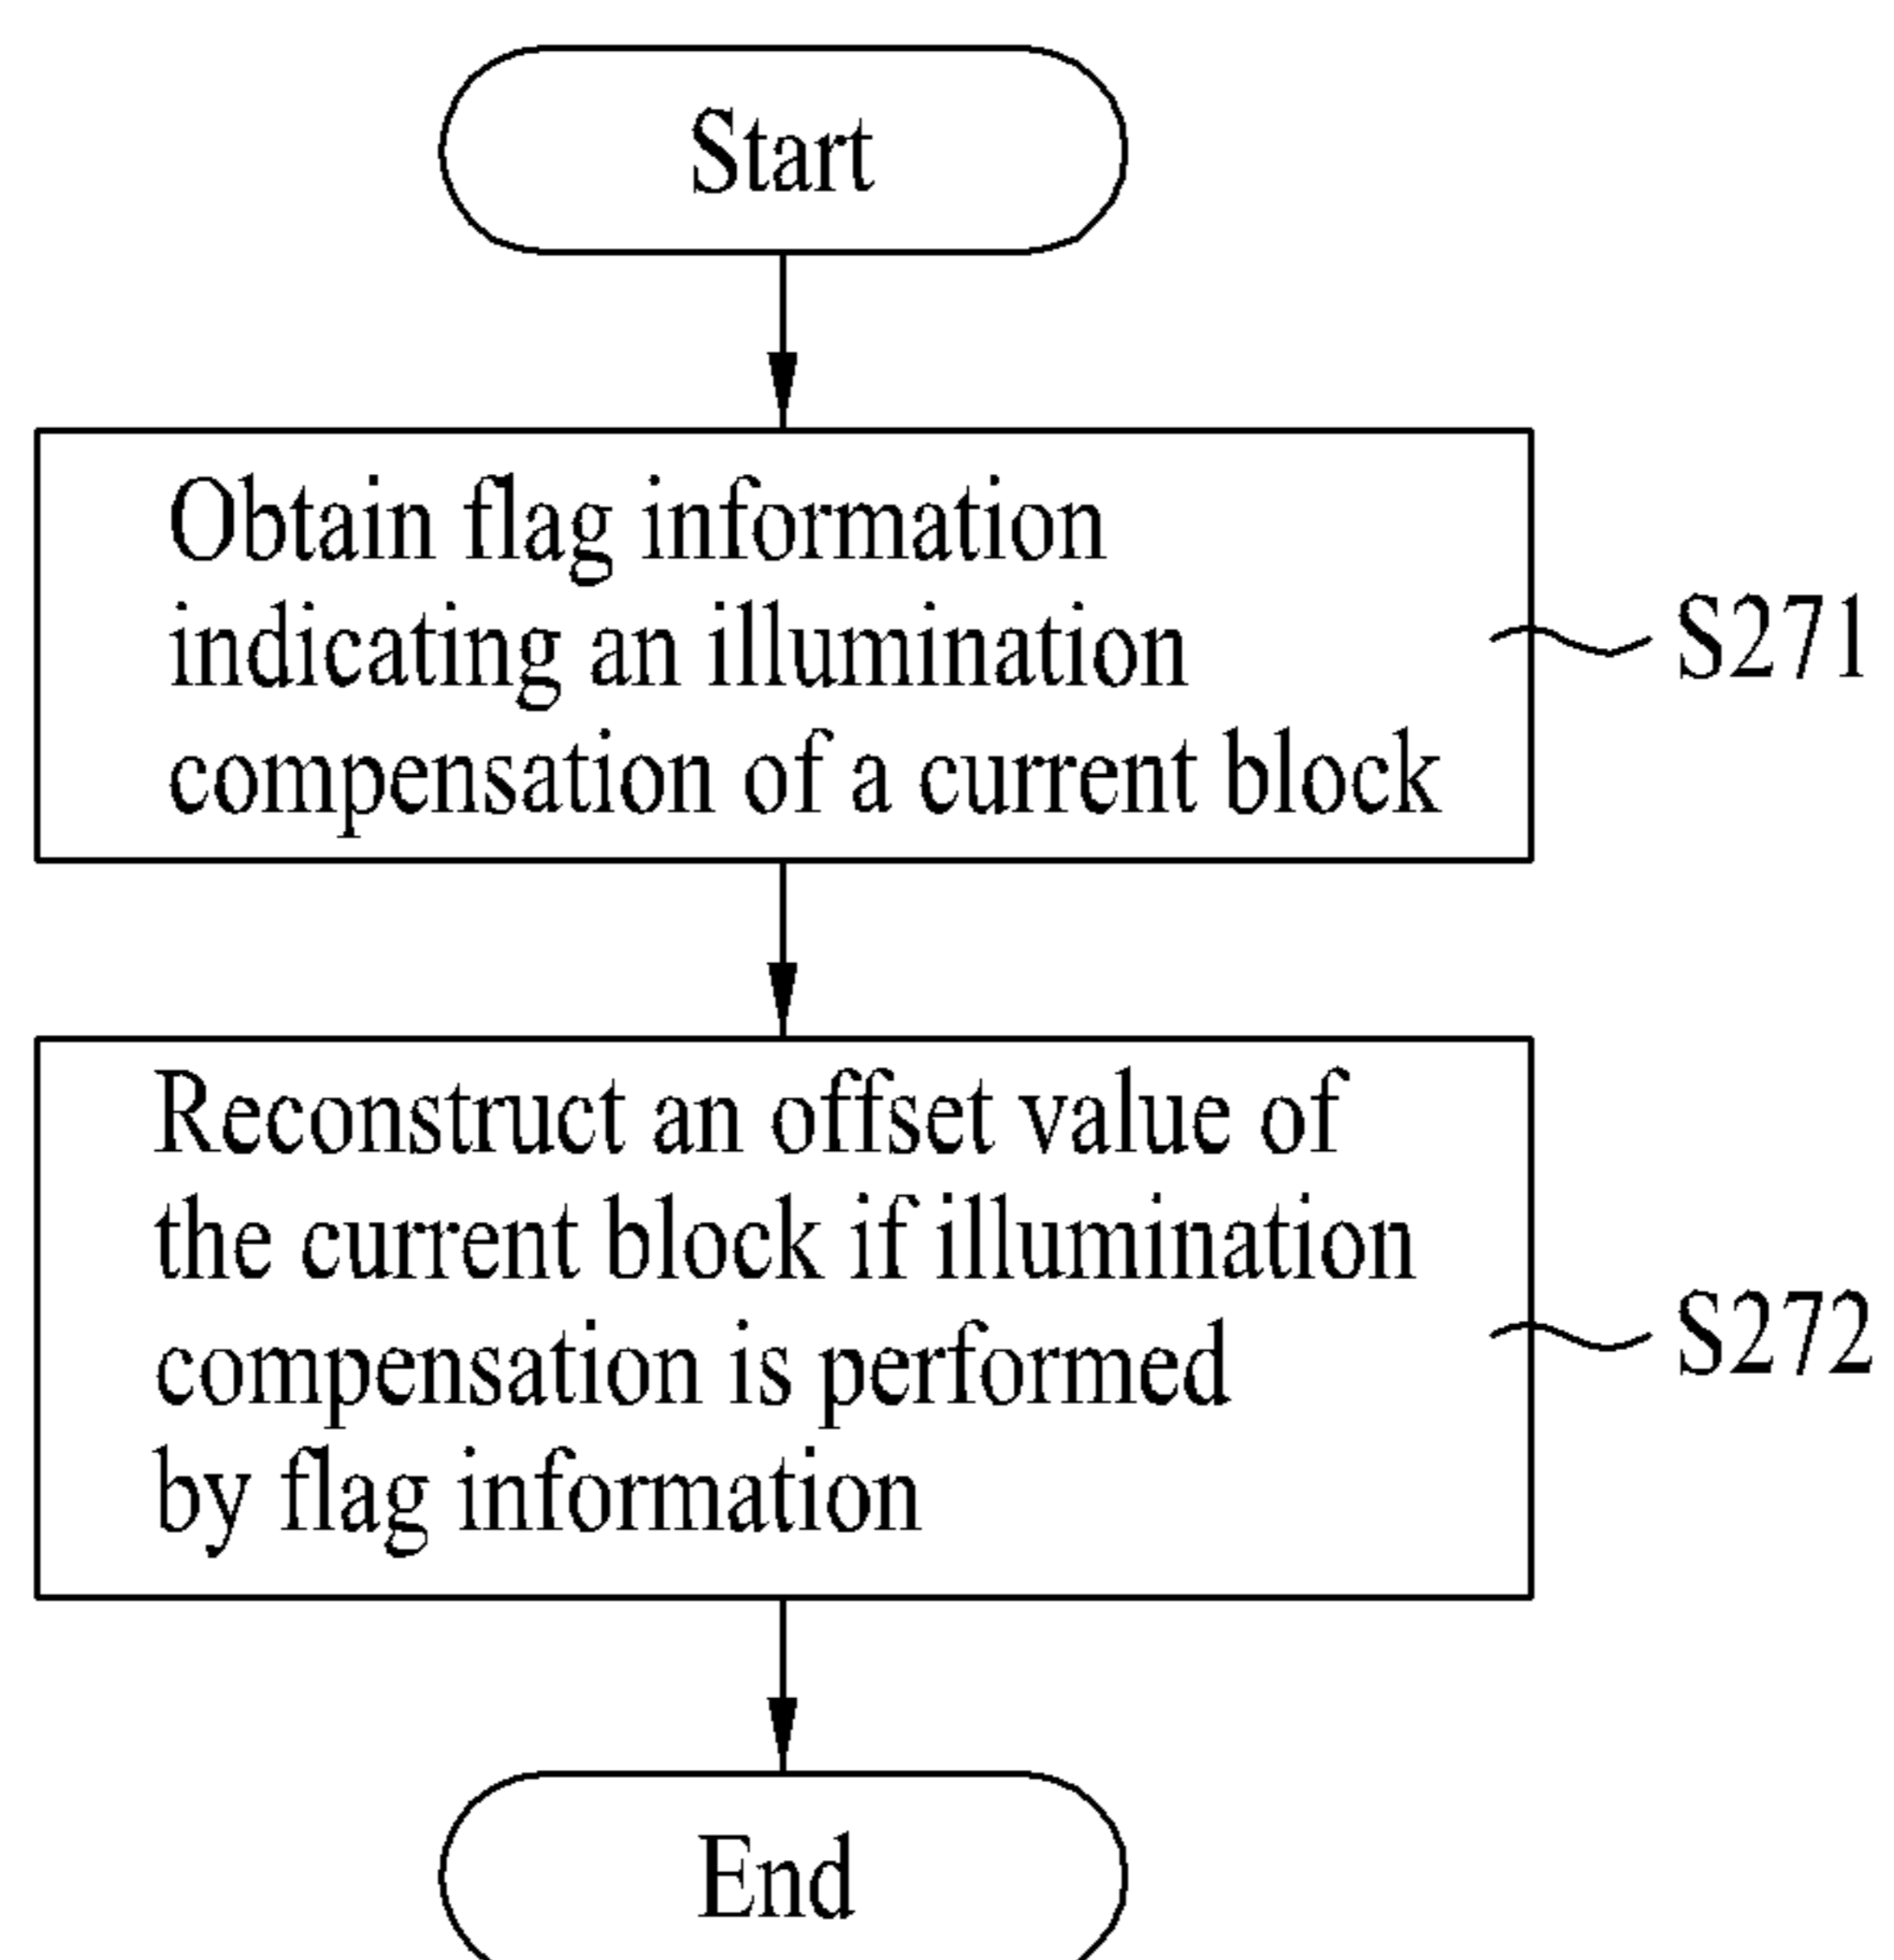 Start
Obtain flag information
indicating an illumination
compensation of a current block
S271
Reconstruct an offset value of
the current block if illumination
compensation is performed
by flag information
S272
End